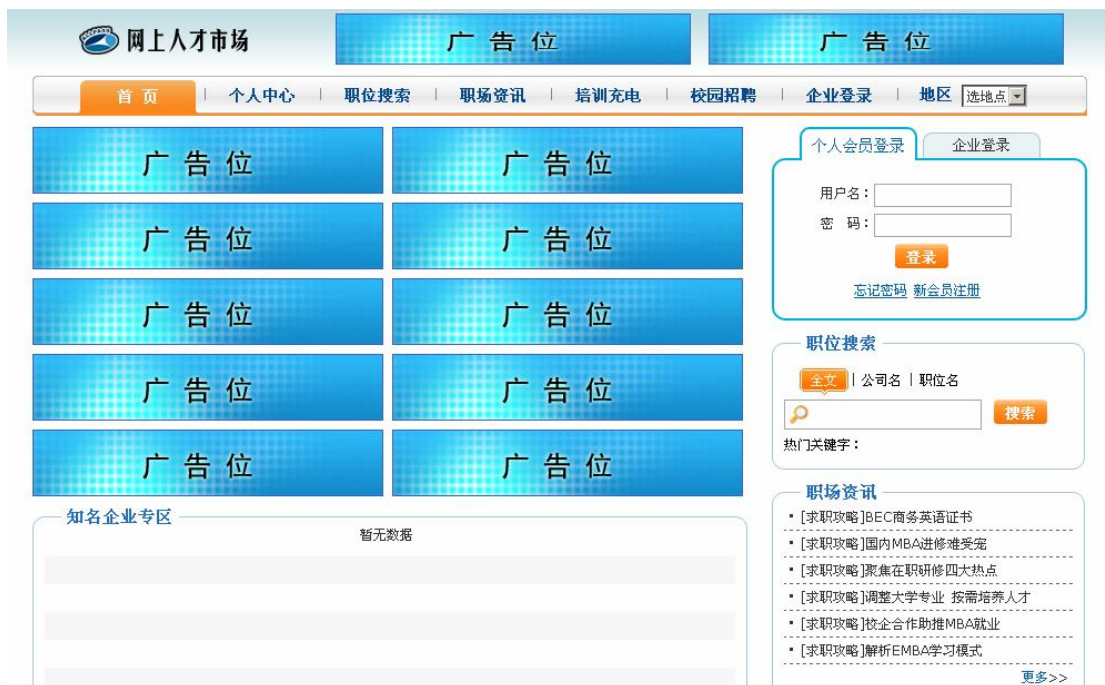 网上人才市场
广告位 广告位
首页 | 个人中心 | 职位搜索 | 职场资讯 | 培训充电 | 校园招聘 | 企业登录 | 地区 选地点
广告位 广告位
广告位 广告位
广告位 广告位
广告位 广告位
广告位 广告位
知名企业专区
暂无数据
个人会员登录 企业登录
用户名：
密 码：
登录
忘记密码 新会员注册
职位搜索
全文 | 公司名 | 职位名
搜索
热门关键字：
职场资讯
·[求职攻略]BEC商务英语证书
·[求职攻略]国内MBA进修难受宠
·[求职攻略]聚集在职研修四大热点
·[求职攻略]调整大学专业 按需培养人才
·[求职攻略]校企合作助推MBA就业
·[求职攻略]解析EMBA学习模式
更多>>